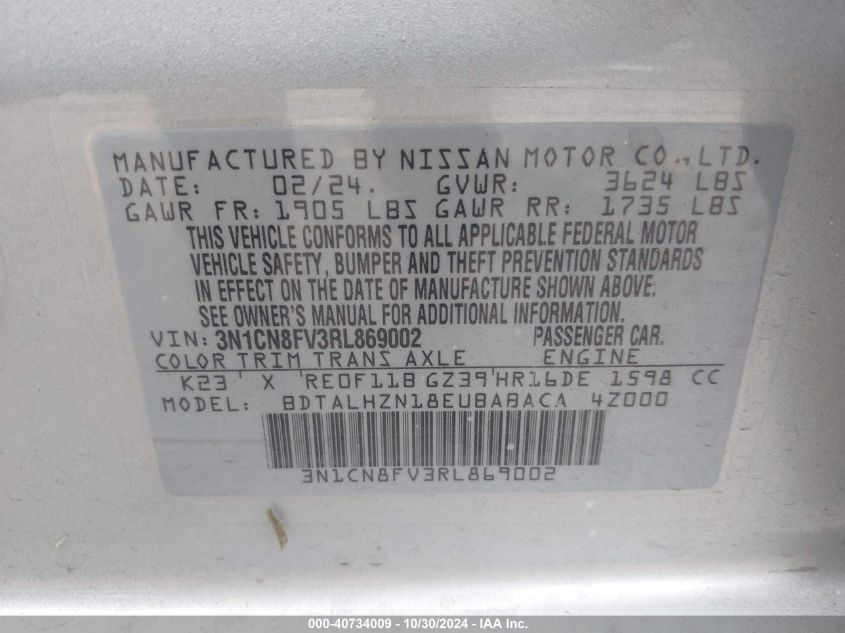 MANUFACTURED BY NISSAN MOTOR CO., LTD.
DATE: 02/24. GVWR: 3624 LBS
GAWR FR: 1905 LBS GAWR RR: 1735 LBS
THIS VEHICLE CONFORMS TO ALL APPLICABLE FEDERAL MOTOR
VEHICLE SAFETY, BUMPER AND THEFT PREVENTION STANDARDS
IN EFFECT ON THE DATE OF MANUFACTURE SHOWN ABOVE.
SEE OWNER'S MANUAL FOR ADDITIONAL INFORMATION.
VIN: 3N1CN8FV3RL869002 PASSENGER CAR.
COLOR TRIM TRANS AXLE ENGINE
K23 X RE0F11B GZ39 HR16DE 1598 CC
MODEL: BDTALHZN18EUBABACA 4Z000
3N1CN8FV3RL869002
000-40734009 - 10/30/2024 - IAA Inc.